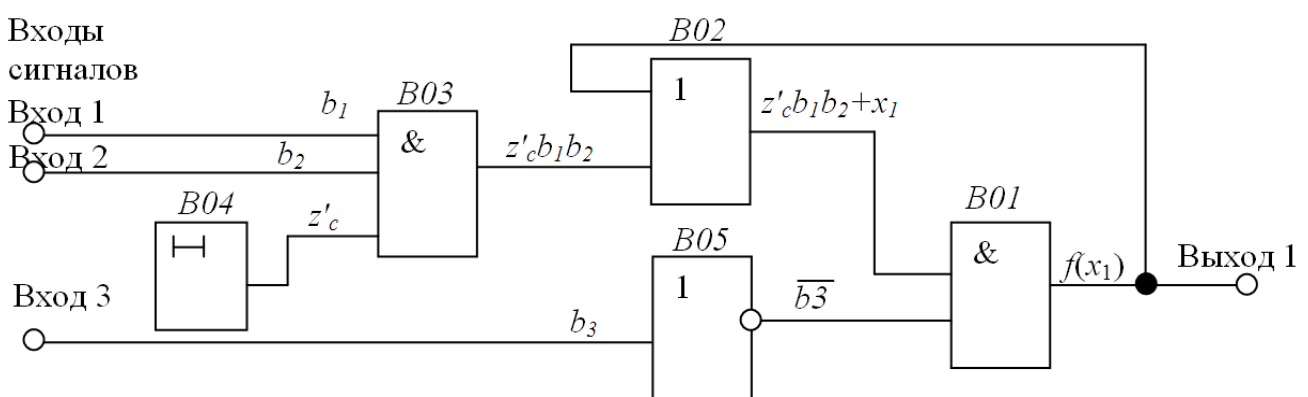 Входы
сигналов
Вход 1
Вход 2
Вход 3
b₁
b₂
B03
&
B04
z'c
z'cb₁b₂
B02
1
z'cb₁b₂+x₁
B05
1
b₃
b̅3̅
B01
&
f(x₁)
Выход 1